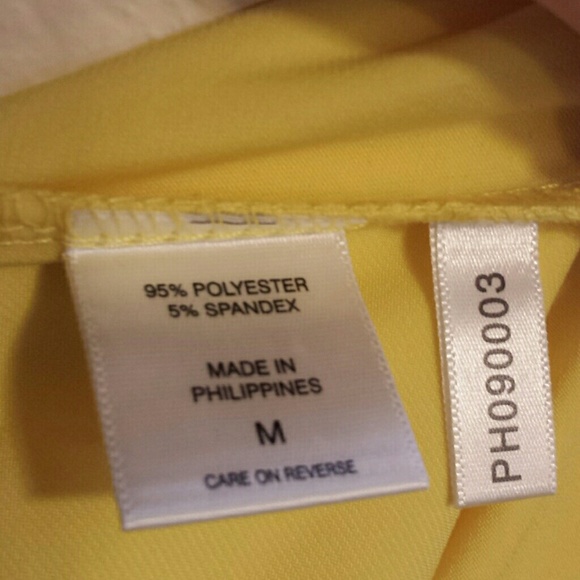 95% POLYESTER
5% SPANDEX
MADE IN
PHILIPPINES
M
CARE ON REVERSE
PH090003